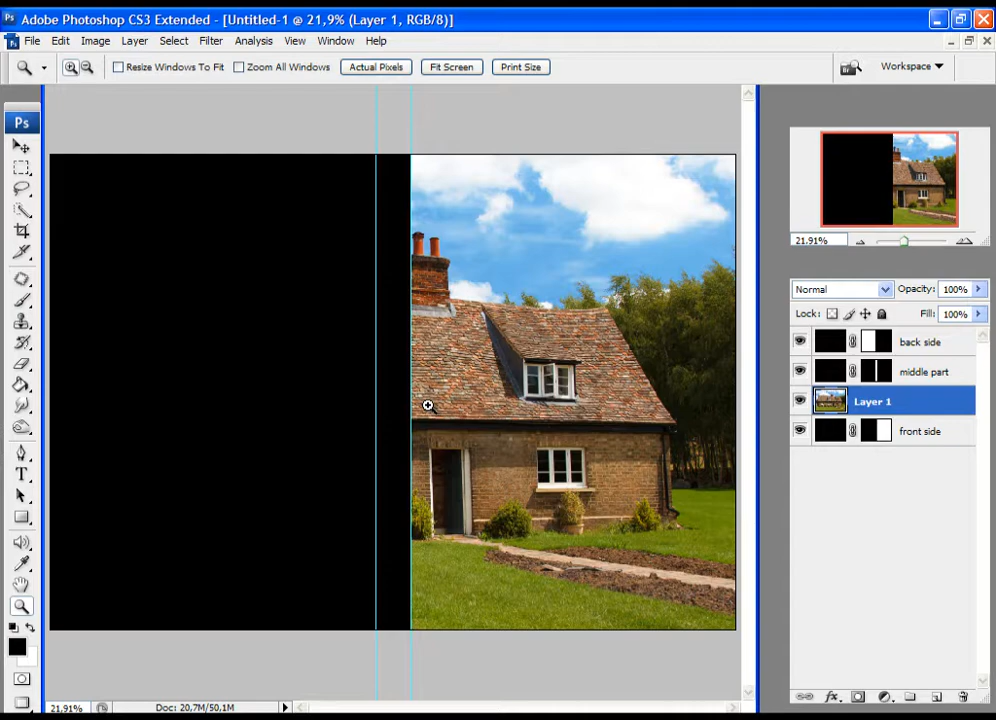 Adobe Photoshop CS3 Extended - [Untitled-1 @ 21,9% (Layer 1, RGB/8)]
File Edit Image Layer Select Filter Analysis View Window Help
Resize Windows To Fit Zoom All Windows Actual Pixels Fit Screen Print Size Workspace
Ps
21.91%
Normal Opacity: 100%
Lock: Fill: 100%
back side
middle part
Layer 1
front side
21,91% Doc: 20,7M/50,1M